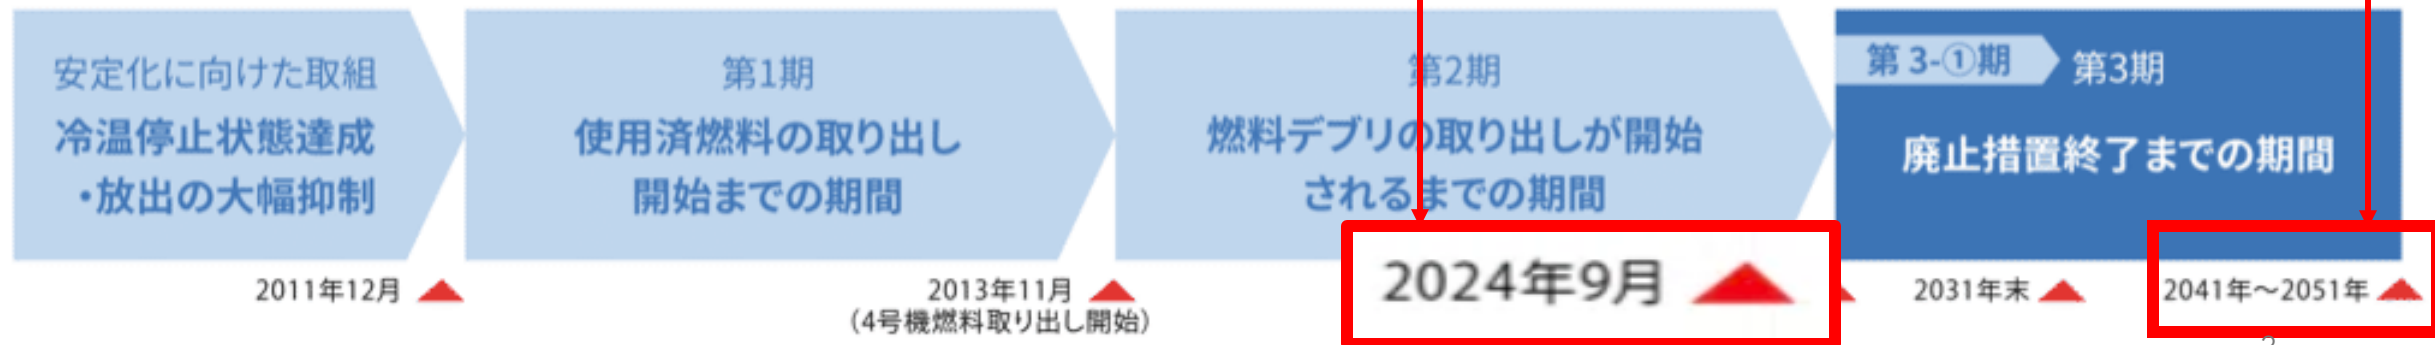 安定化に向けた取組
冷温停止状態達成
・放出の大幅抑制
2011年12月
第1期
使用済燃料の取り出し
開始までの期間
2013年11月
(4号機燃料取り出し開始)
第2期
燃料デブリの取り出しが開始
されるまでの期間
2024年9月
第 3-①期
第3期
廃止措置終了までの期間
2031年末
2041年～2051年